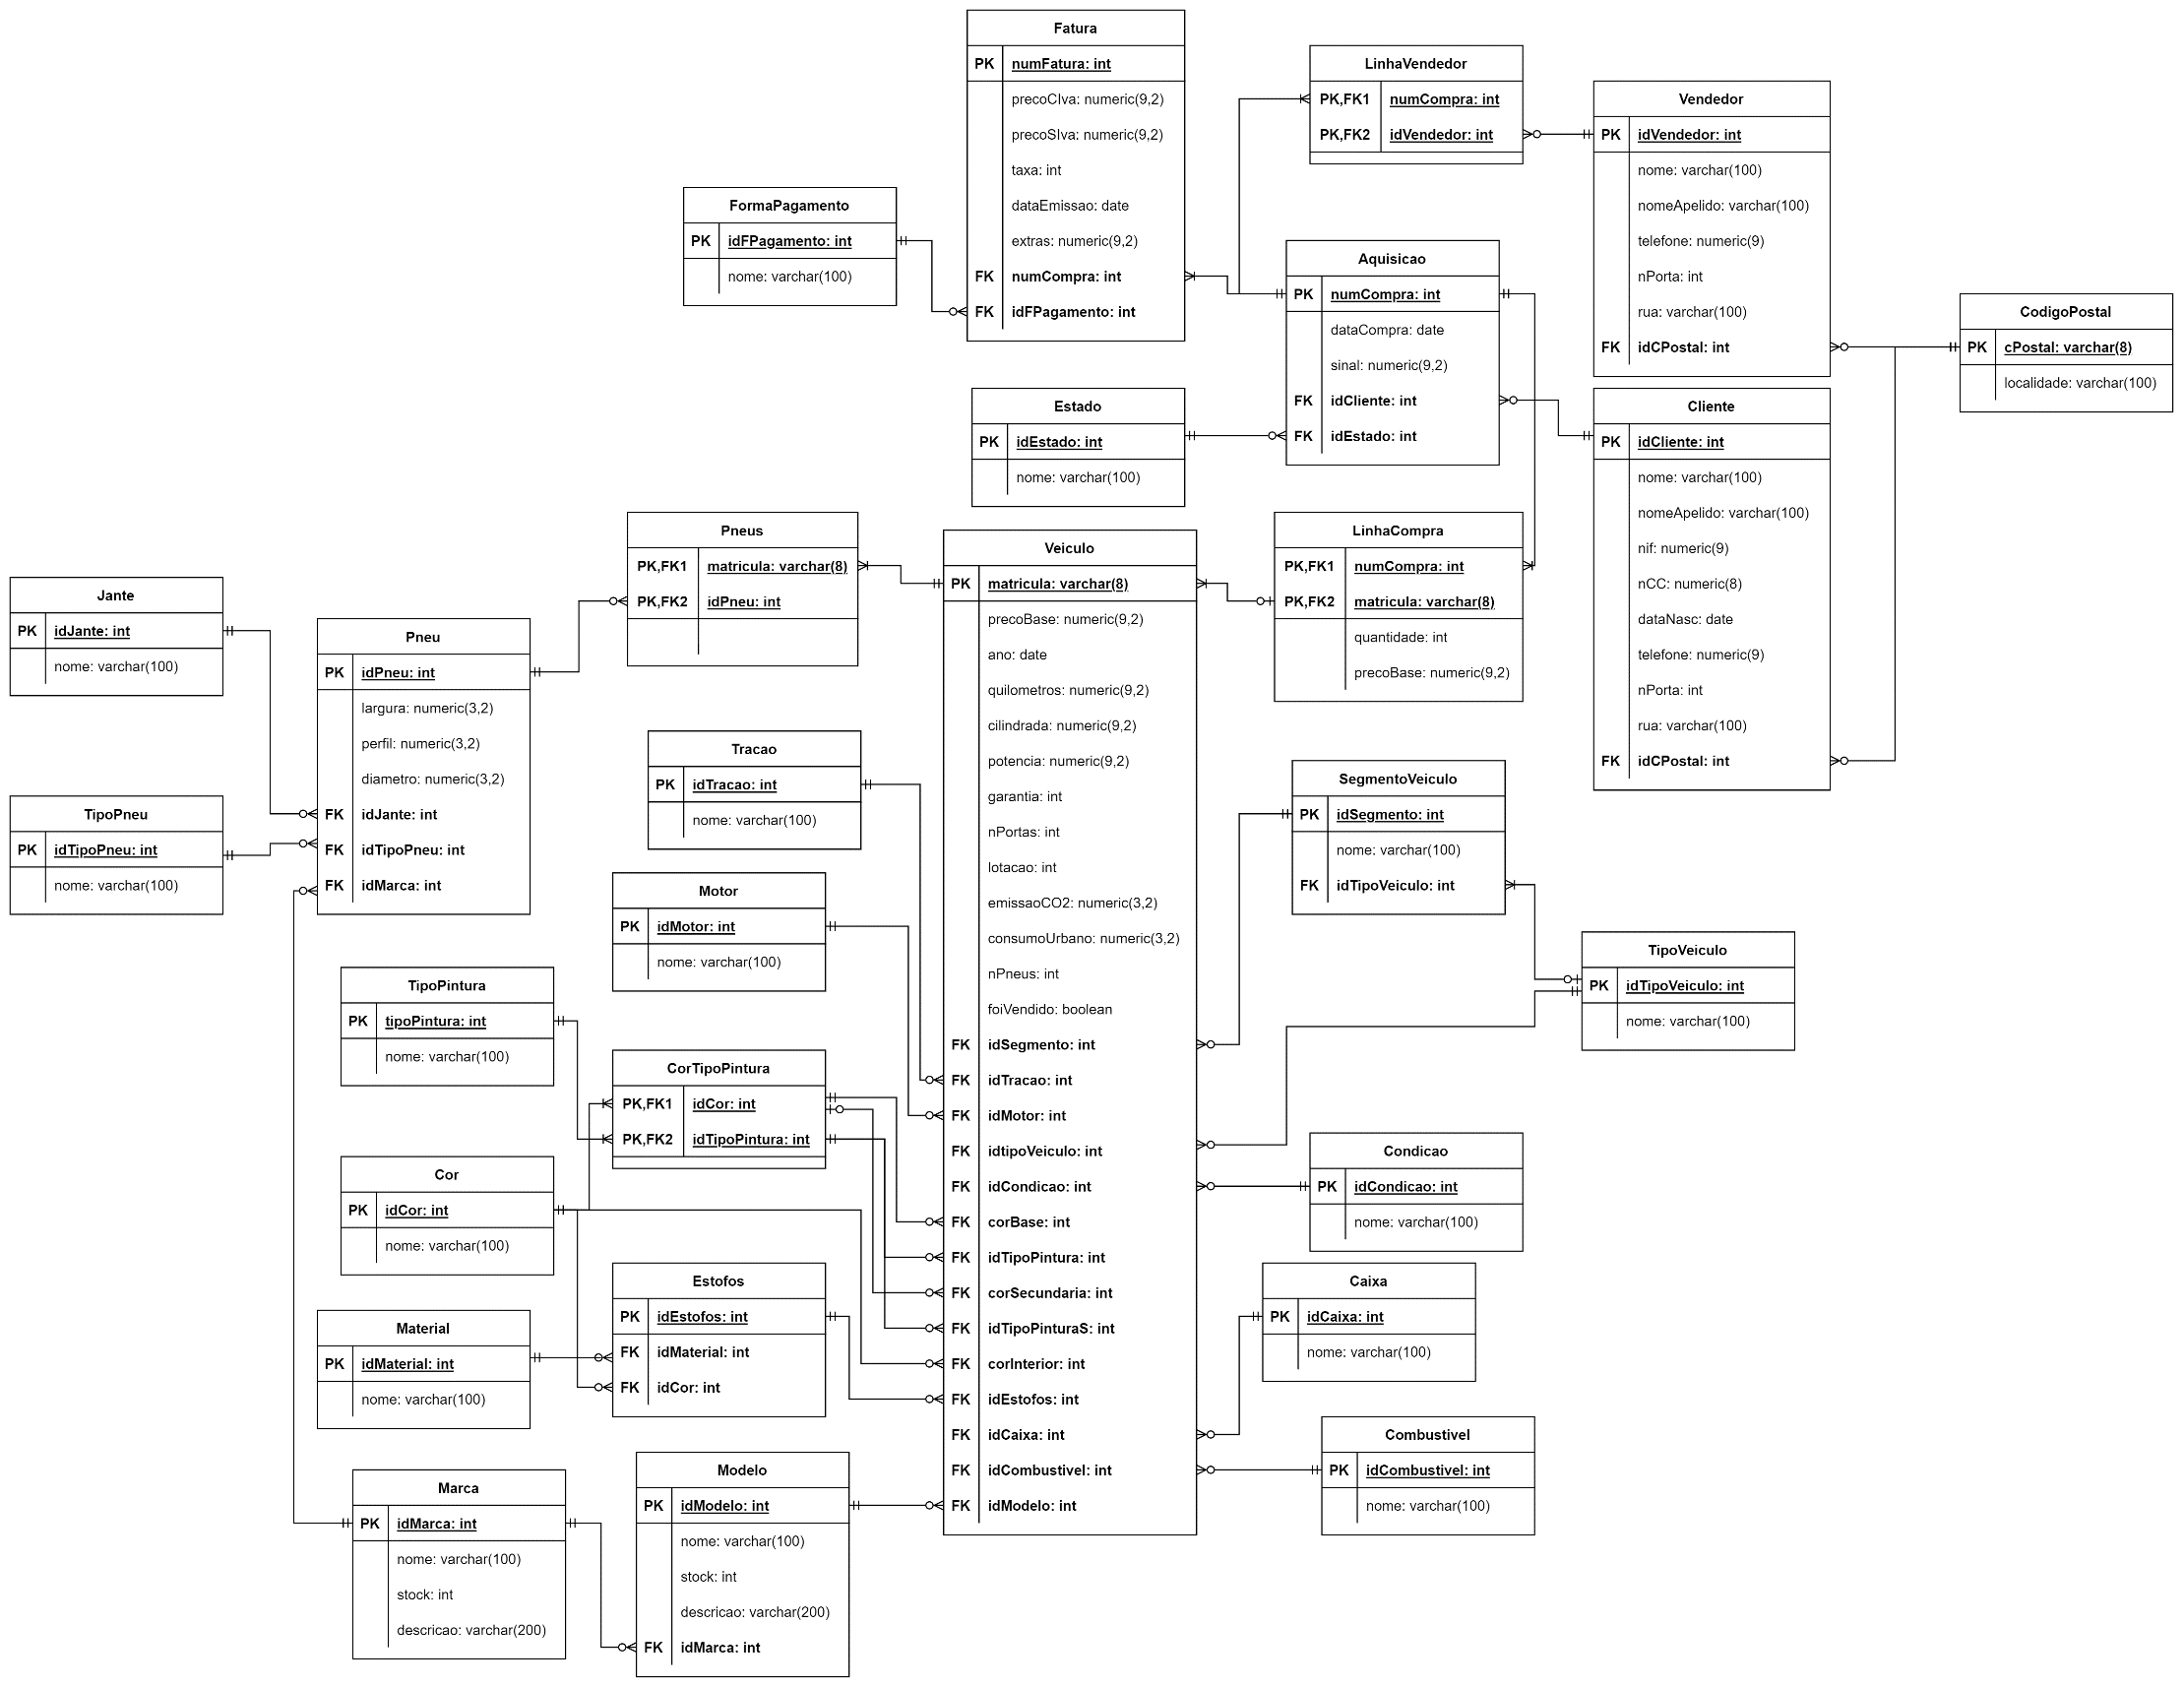 Fatura
PK numFatura: int
precoCIva: numeric(9,2)
precoSIva: numeric(9,2)
taxa: int
dataEmissao: date
extras: numeric(9,2)
FK numCompra: int
FK idFPagamento: int
LinhaVendedor
PK,FK1 numCompra: int
PK,FK2 idVendedor: int
Vendedor
PK idVendedor: int
nome: varchar(100)
nomeApelido: varchar(100)
telefone: numeric(9)
nPorta: int
rua: varchar(100)
FK idCPostal: int
FormaPagamento
PK idFPagamento: int
nome: varchar(100)
Aquisicao
PK numCompra: int
dataCompra: date
sinal: numeric(9,2)
FK idCliente: int
FK idEstado: int
CodigoPostal
PK cPostal: varchar(8)
localidade: varchar(100)
Estado
PK idEstado: int
nome: varchar(100)
Cliente
PK idCliente: int
nome: varchar(100)
nomeApelido: varchar(100)
nif: numeric(9)
nCC: numeric(8)
dataNasc: date
telefone: numeric(9)
nPorta: int
rua: varchar(100)
FK idCPostal: int
Pneus
PK,FK1 matricula: varchar(8)
PK,FK2 idPneu: int
Veiculo
PK matricula: varchar(8)
precoBase: numeric(9,2)
ano: date
quilometros: numeric(9,2)
cilindrada: numeric(9,2)
potencia: numeric(9,2)
garantia: int
nPortas: int
lotacao: int
emissaoCO2: numeric(3,2)
consumoUrbano: numeric(3,2)
nPneus: int
foiVendido: boolean
FK idSegmento: int
FK idTracao: int
FK idMotor: int
FK idtipoVeiculo: int
FK idCondicao: int
FK corBase: int
FK idTipoPintura: int
FK corSecundaria: int
FK idTipoPinturaS: int
FK corInterior: int
FK idEstofos: int
FK idCaixa: int
FK idCombustivel: int
FK idModelo: int
LinhaCompra
PK,FK1 numCompra: int
PK,FK2 matricula: varchar(8)
quantidade: int
precoBase: numeric(9,2)
Jante
PK idJante: int
nome: varchar(100)
Pneu
PK idPneu: int
largura: numeric(3,2)
perfil: numeric(3,2)
diametro: numeric(3,2)
FK idJante: int
FK idTipoPneu: int
FK idMarca: int
TipoPneu
PK idTipoPneu: int
nome: varchar(100)
Tracao
PK idTracao: int
nome: varchar(100)
SegmentoVeiculo
PK idSegmento: int
nome: varchar(100)
FK idTipoVeiculo: int
Motor
PK idMotor: int
nome: varchar(100)
TipoVeiculo
PK idTipoVeiculo: int
nome: varchar(100)
TipoPintura
PK tipoPintura: int
nome: varchar(100)
CorTipoPintura
PK,FK1 idCor: int
PK,FK2 idTipoPintura: int
Cor
PK idCor: int
nome: varchar(100)
Condicao
PK idCondicao: int
nome: varchar(100)
Estofos
PK idEstofos: int
FK idMaterial: int
FK idCor: int
Caixa
PK idCaixa: int
nome: varchar(100)
Material
PK idMaterial: int
nome: varchar(100)
Combustivel
PK idCombustivel: int
nome: varchar(100)
Marca
PK idMarca: int
nome: varchar(100)
stock: int
descricao: varchar(200)
Modelo
PK idModelo: int
nome: varchar(100)
stock: int
descricao: varchar(200)
FK idMarca: int